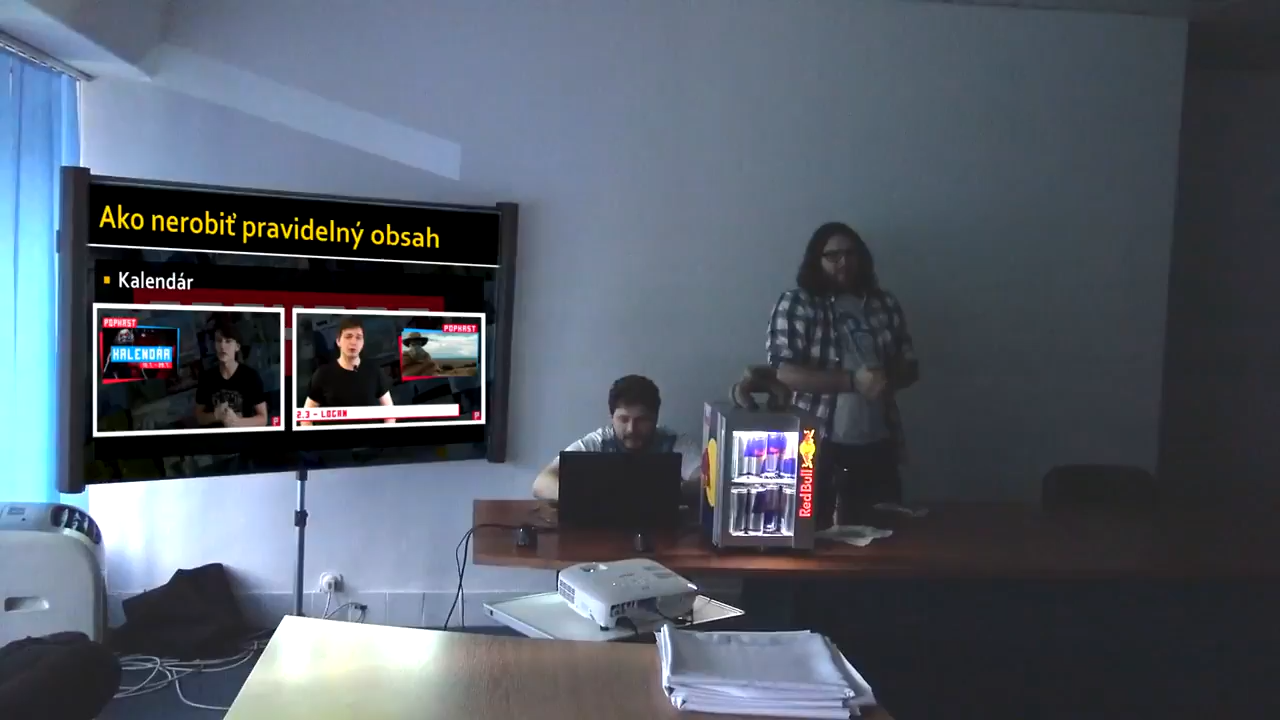 Ako nerobiť pravidelný obsah
Kalendár
POPKAST
KALENDÁR
POPKAST
2.3 - LOGAN
P
P
Red Bull